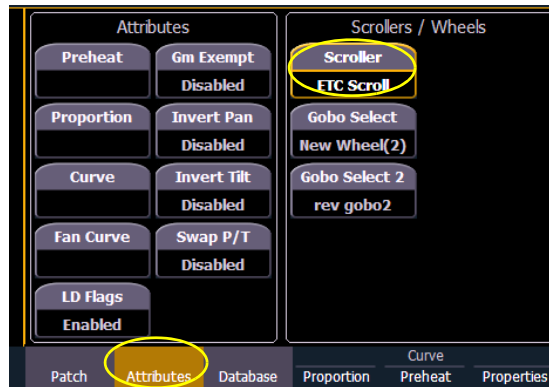 Attributes
Scrollers / Wheels
Preheat
Gm Exempt
Disabled
Scroller
ETC Scroll
Proportion
Invert Pan
Disabled
Gobo Select
New Wheel(2)
Curve
Invert Tilt
Disabled
Gobo Select 2
rev gobo2
Fan Curve
Swap P/T
Disabled
LD Flags
Enabled
Curve
Patch Attributes Database Proportion Preheat Properties